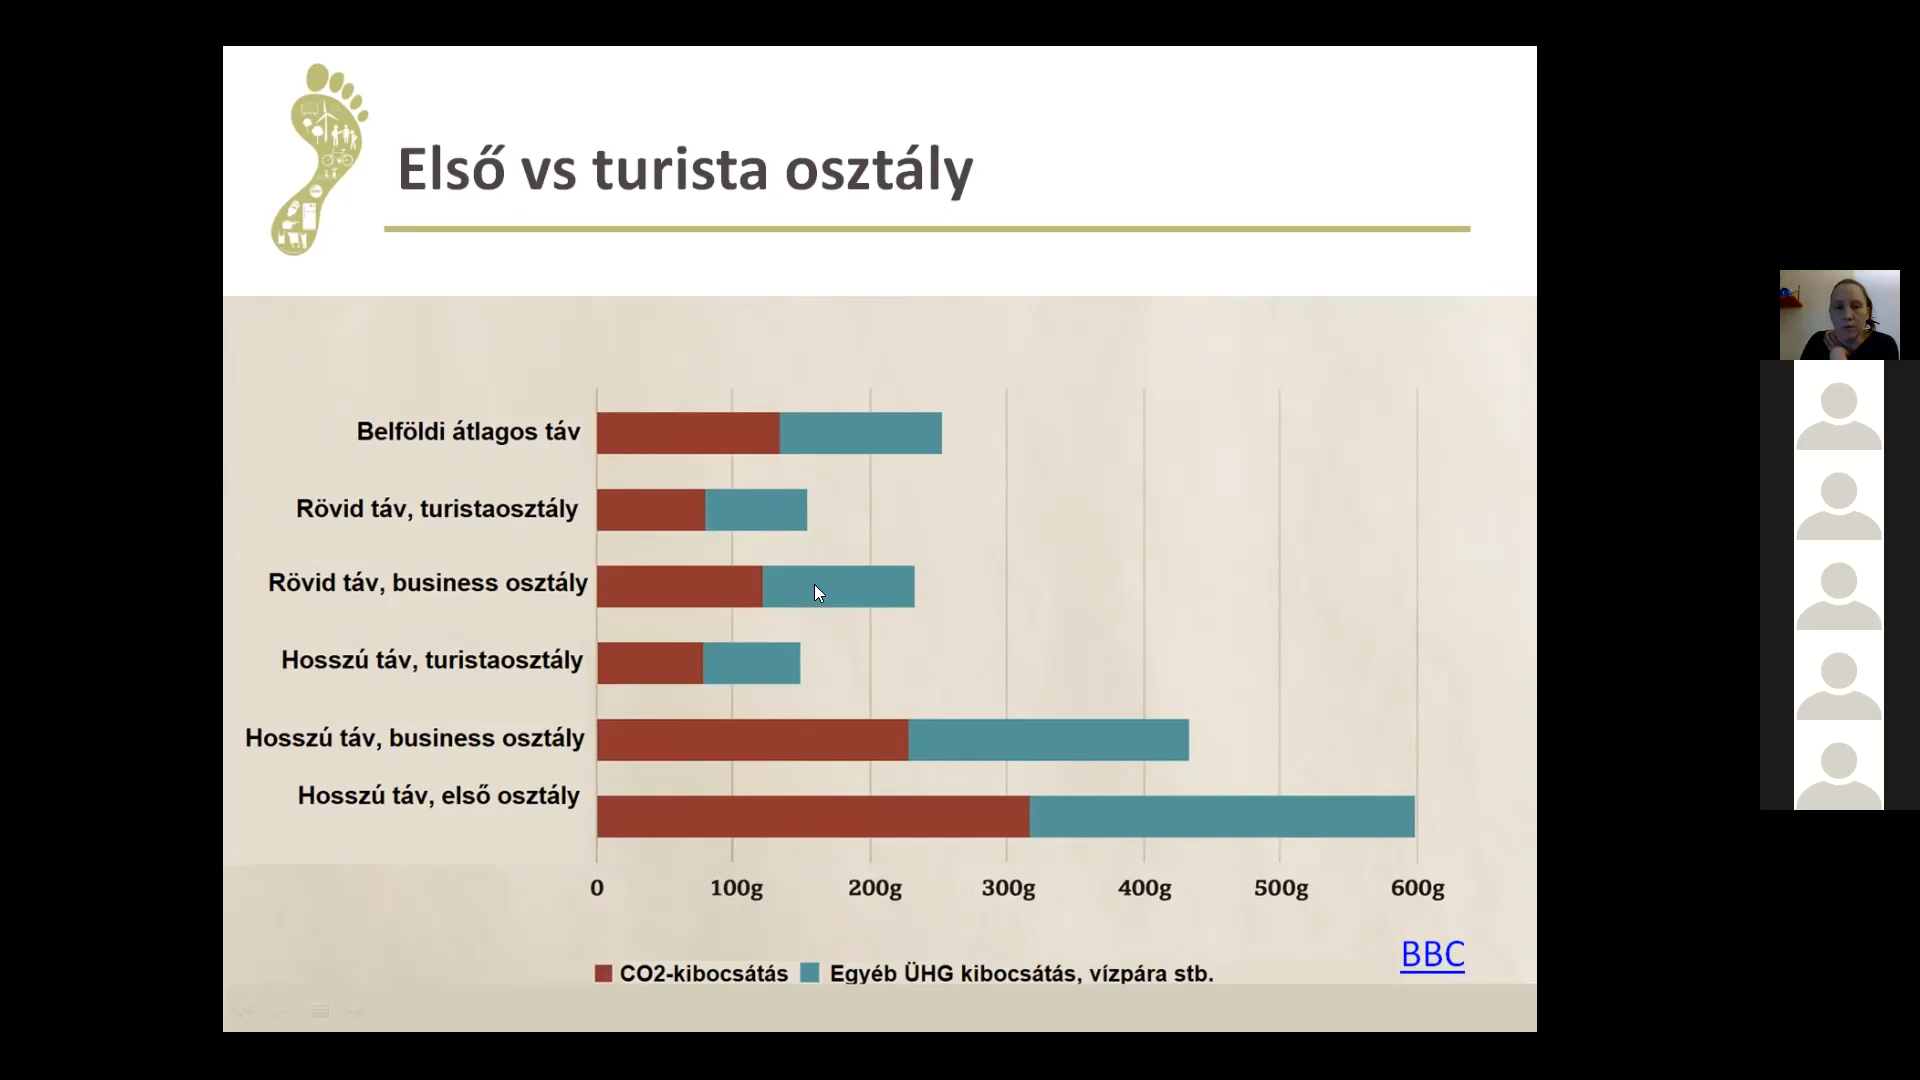 Első vs turista osztály
Belföldi átlagos táv
Rövid táv, turistaosztály
Rövid táv, business osztály
Hosszú táv, turistaosztály
Hosszú táv, business osztály
Hosszú táv, első osztály
0 100g 200g 300g 400g 500g 600g
BBC
CO2-kibocsátás Egyéb ÜHG kibocsátás, vízpára stb.